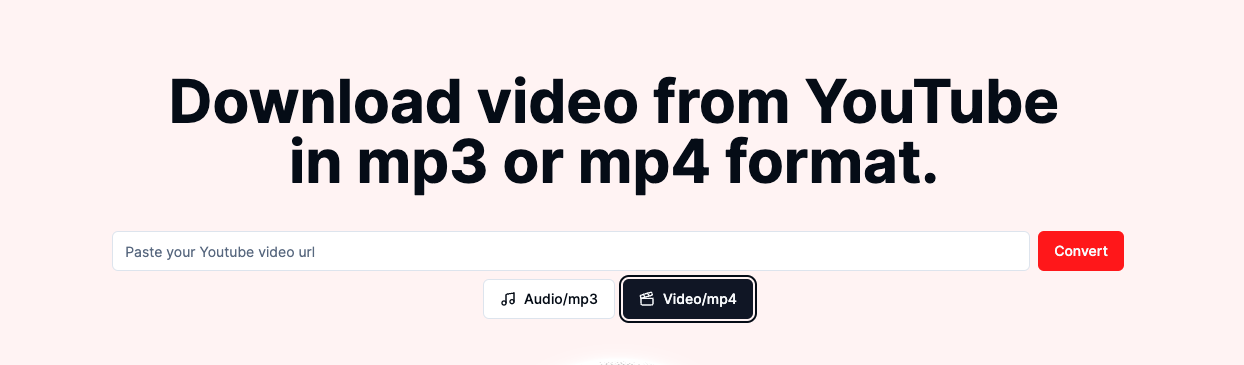 Download video from YouTube
in mp3 or mp4 format.
Paste your Youtube video url
Convert
Audio/mp3
Video/mp4